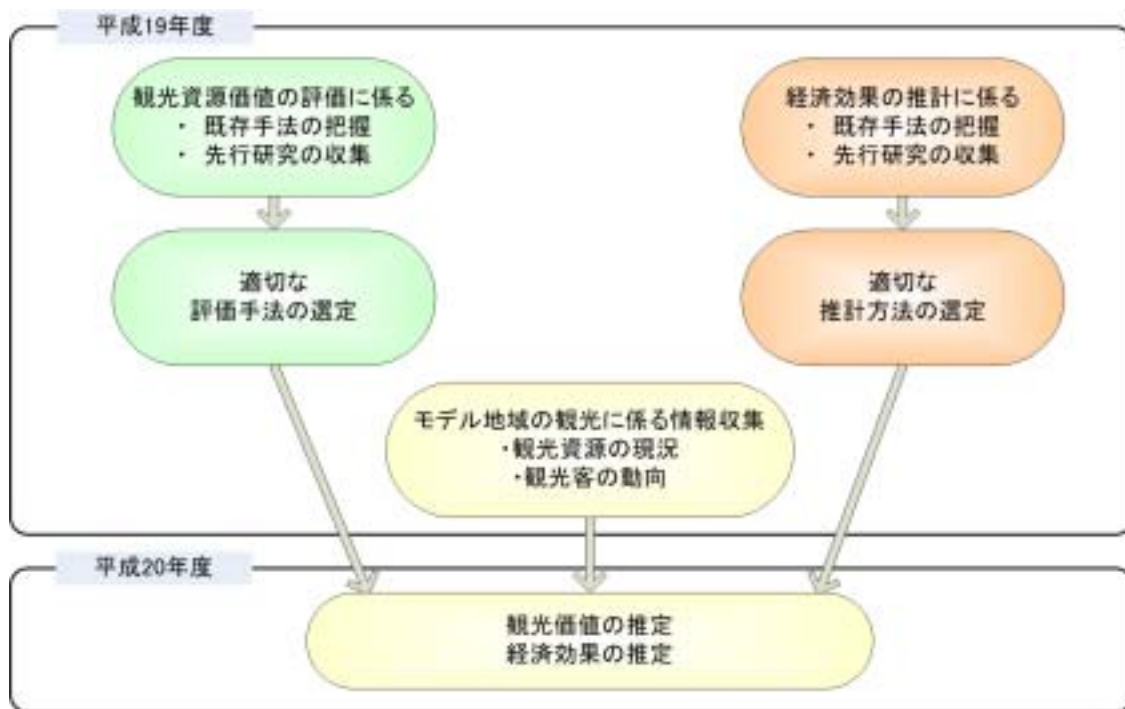 平成19年度
観光資源価値の評価に係る
・ 既存手法の把握
・ 先行研究の収集
経済効果の推計に係る
・ 既存手法の把握
・ 先行研究の収集
適切な
評価手法の選定
適切な
推計方法の選定
モデル地域の観光に係る情報収集
・観光資源の現況
・観光客の動向
平成20年度
観光価値の推定
経済効果の推定